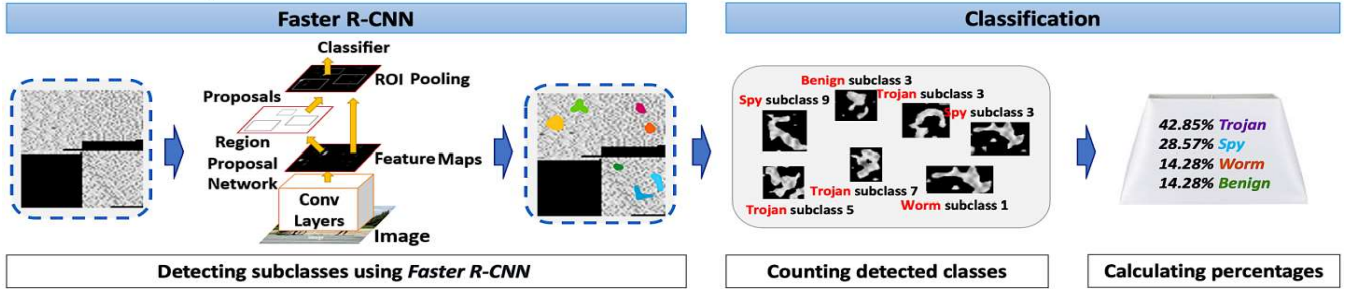 Faster R-CNN
Classification
Classifier
ROI Pooling
Proposals
Region
Proposal
Network
Feature Maps
Conv
Layers
Image
Benign subclass 3
Trojan subclass 3
Spy subclass 9
Spy subclass 3
Trojan subclass 7
Trojan subclass 5
Worm subclass 1
42.85% Trojan
28.57% Spy
14.28% Worm
14.28% Benign
Detecting subclasses using Faster R-CNN
Counting detected classes
Calculating percentages